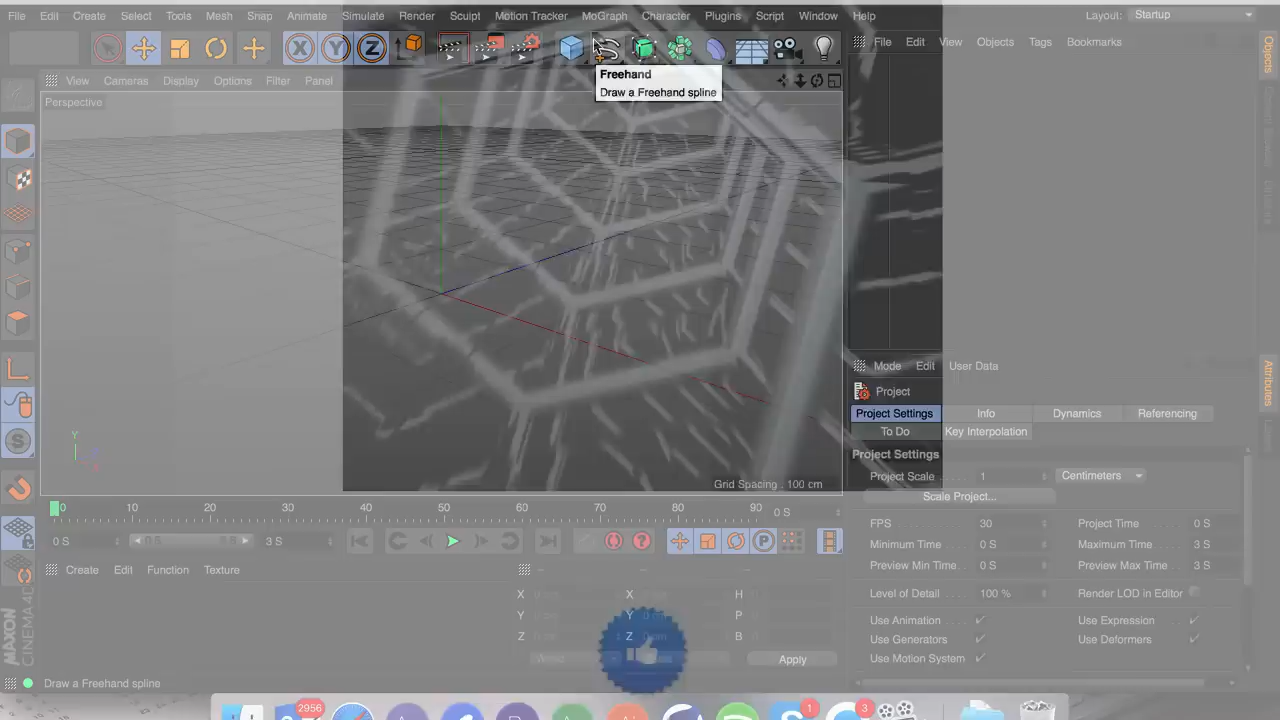 File Edit Create Select Tools Mesh Snap Animate Simulate Render Sculpt Motion Tracker MoGraph Character Plugins Script Window Help Layout: Startup
X Y Z
File Edit View Objects Tags Bookmarks
Objects
View Cameras Display Options Filter Panel
Freehand
Draw a Freehand spline
Perspective
Y
Grid Spacing : 100 cm
Mode Edit User Data
Attributes
Project
Project Settings Info Dynamics Referencing
To Do Key Interpolation
Project Settings
Project Scale . . . . 1 Centimeters
Scale Project...
0 10 20 30 40 50 60 70 80 90 0 S
0 S 0 S 3 S 3 S
P
FPS 30 Project Time 0 S
Minimum Time 0 S Maximum Time 3 S
Preview Min Time . . 0 S Preview Max Time 3 S
Level of Detail . . . . 100 % Render LOD in Editor
Use Animation . . . ✓ Use Expression ✓
Use Generators ✓ Use Deformers . ✓
Use Motion System ✓
Create Edit Function Texture
X X H
Y Y P
Z Z B
Apply
MAXON
CINEMA 4D
Draw a Freehand spline
2956 1 3